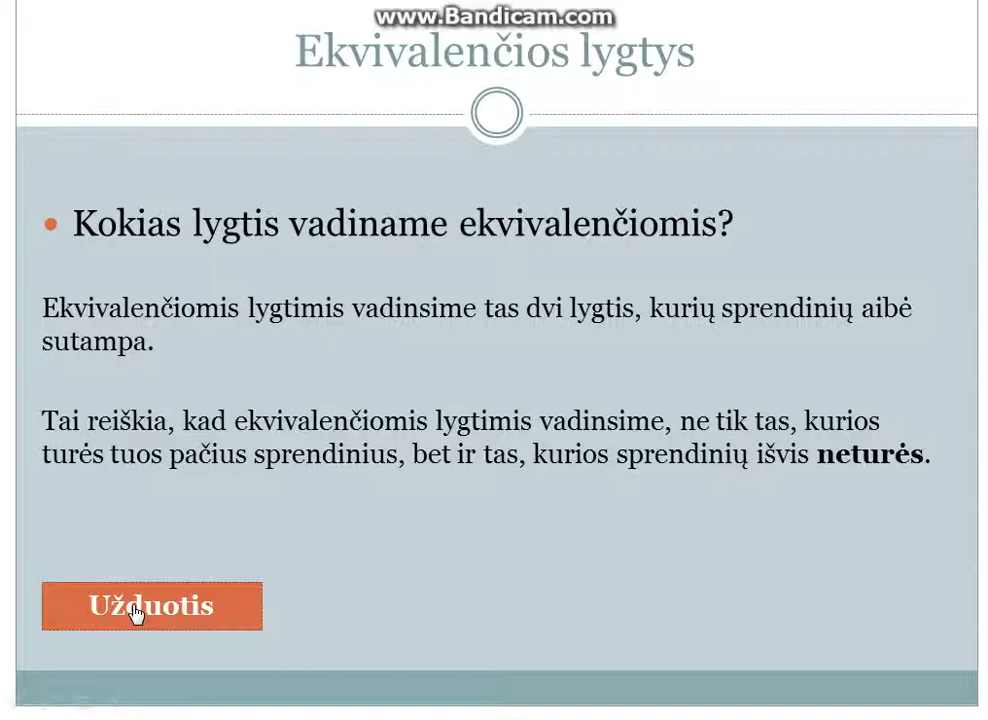 www.Bandicam.com
Ekvivalenčios lygtys
Kokias lygtis vadiname ekvivalenčiomis?
Ekvivalenčiomis lygtimis vadinsime tas dvi lygtis, kurių sprendinių aibė
sutampa.
Tai reiškia, kad ekvivalenčiomis lygtimis vadinsime, ne tik tas, kurios
turės tuos pačius sprendinius, bet ir tas, kurios sprendinių išvis neturės.
Užduotis